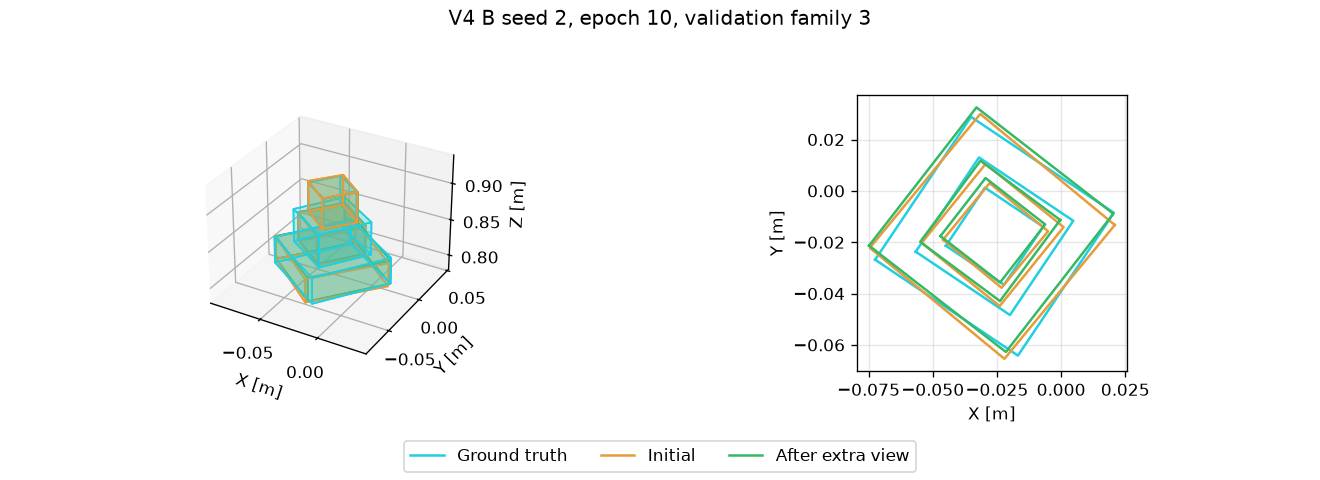 V4 B seed 2, epoch 10, validation family 3
0.90
0.85
0.80
Z [m]
0.05
0.00
−0.05
Y [m]
−0.05
0.00
X [m]
0.02
0.00
−0.02
−0.04
−0.06
Y [m]
−0.075 −0.050 −0.025 0.000 0.025
X [m]
Ground truth Initial After extra view